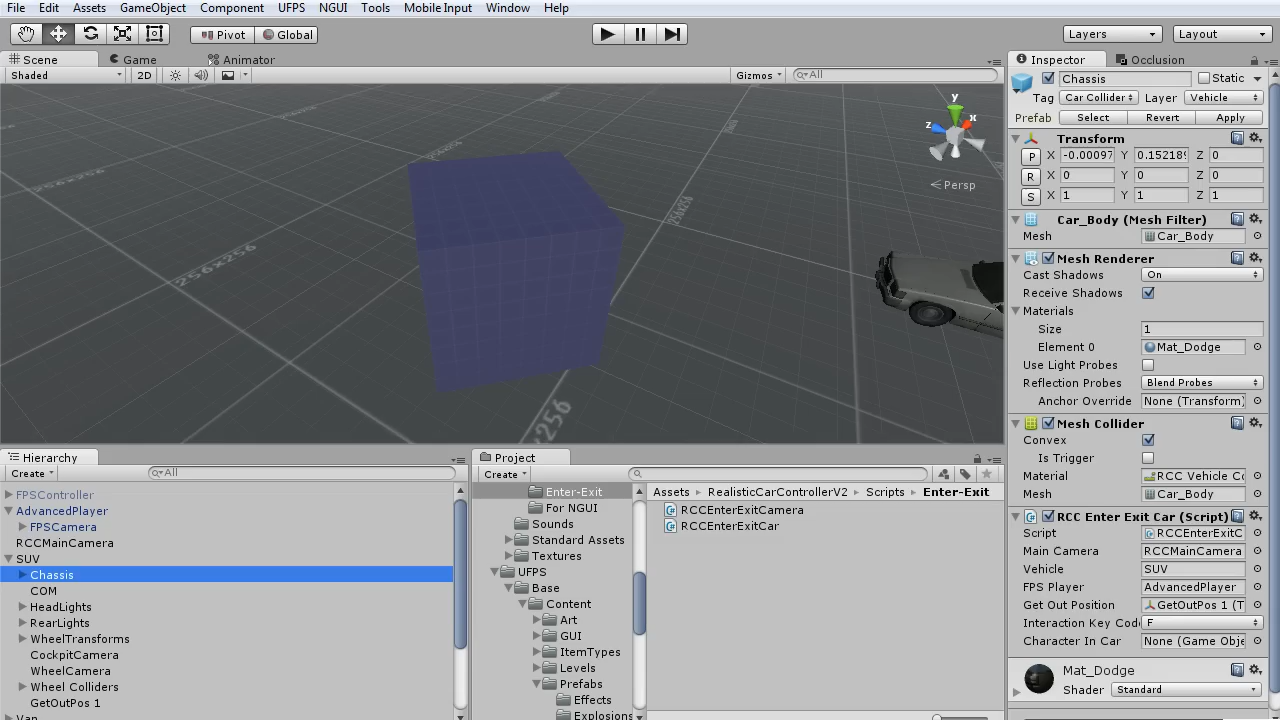 File Edit Assets GameObject Component UFPS NGUI Tools Mobile Input Window Help
Pivot Global Layers Layout
Scene Game Animator
Shaded 2D Gizmos All
y
x
z
Persp
256x256
256x256
256x256
Inspector Occlusion
Chassis Static
Tag Car Collider Layer Vehicle
Prefab Select Revert Apply
Transform
P X -0.00097 Y 0.152189 Z 0
R X 0 Y 0 Z 0
S X 1 Y 1 Z 1
Car_Body (Mesh Filter)
Mesh Car_Body
Mesh Renderer
Cast Shadows On
Receive Shadows
Materials
Size 1
Element 0 Mat_Dodge
Use Light Probes
Reflection Probes Blend Probes
Anchor Override None (Transform)
Mesh Collider
Convex
Is Trigger
Material RCC Vehicle Co
Mesh Car_Body
RCC Enter Exit Car (Script)
Script RCCEnterExitC
Main Camera RCCMainCamera
Vehicle SUV
FPS Player AdvancedPlayer
Get Out Position GetOutPos 1 (T
Interaction Key Code F
Character In Car None (Game Obje
Mat_Dodge
Shader Standard
Hierarchy
Create All
FPSController
AdvancedPlayer
FPSCamera
RCCMainCamera
SUV
Chassis
COM
HeadLights
RearLights
WheelTransforms
CockpitCamera
WheelCamera
Wheel Colliders
GetOutPos 1
Van
Project
Create
Enter-Exit
For NGUI
Sounds
Standard Assets
Textures
UFPS
Base
Content
Art
GUI
ItemTypes
Levels
Prefabs
Effects
Explosions
Assets RealisticCarControllerV2 Scripts Enter-Exit
RCCEnterExitCamera
RCCEnterExitCar